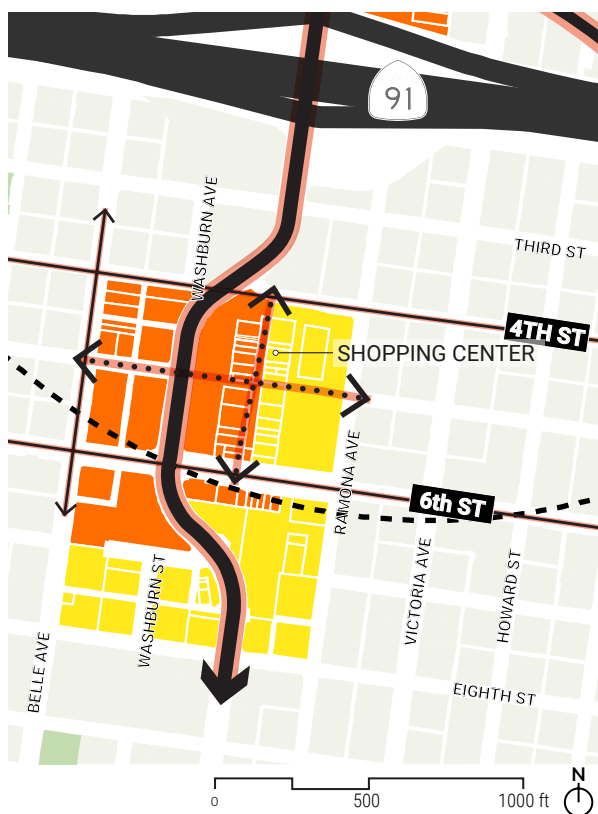 91
WASHBURN AVE
THIRD ST
4TH ST
SHOPPING CENTER
RAMONA AVE
6th ST
WASHBURN ST
VICTORIA AVE
HOWARD ST
BELLE AVE
EIGHTH ST
N
0 500 1000 ft